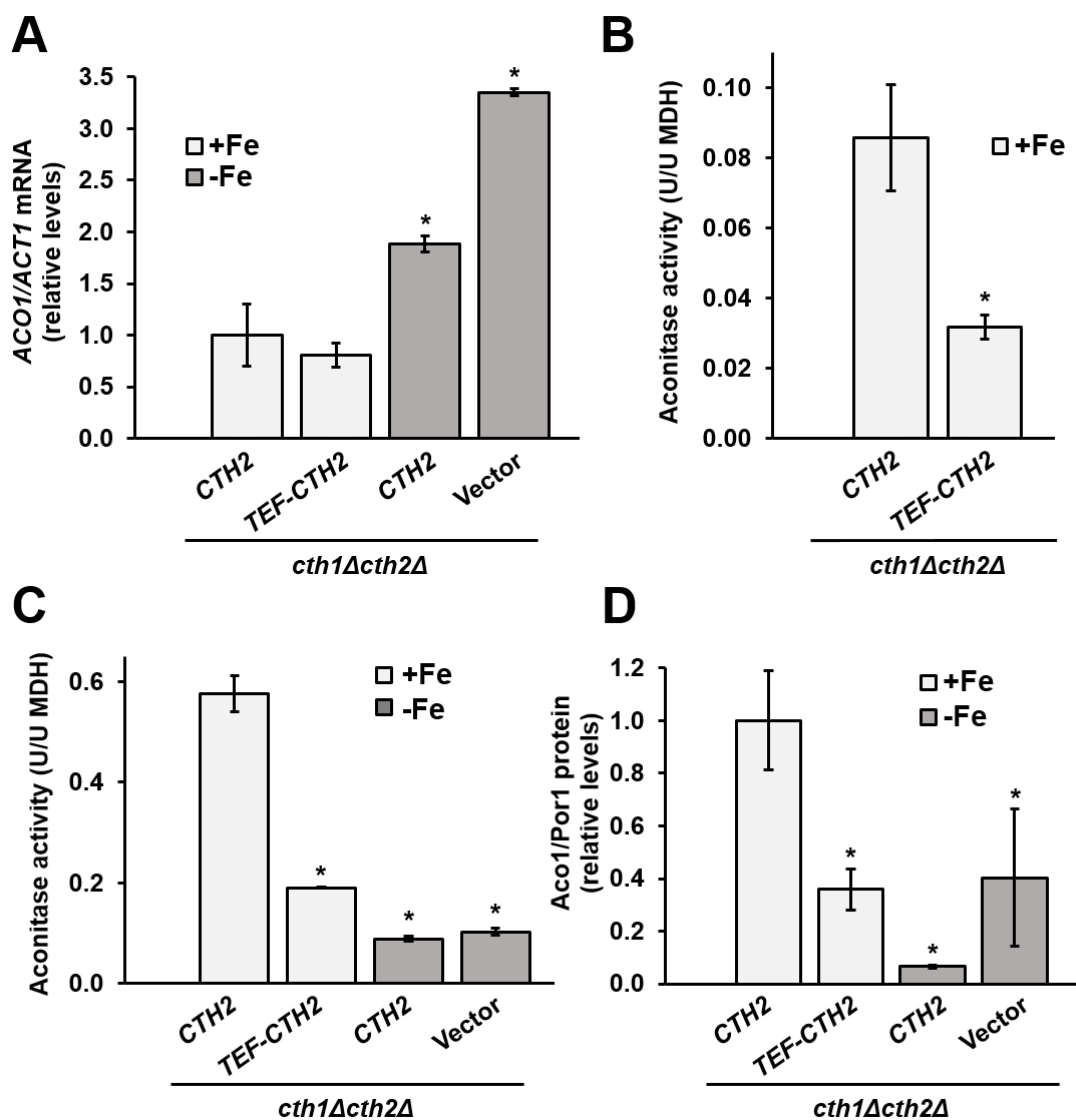 A
ACO1/ACT1 mRNA
(relative levels)
3.5
3.0
2.5
2.0
1.5
1.0
0.5
0.0
+Fe
-Fe
*
*
CTH2
TEF-CTH2
CTH2
Vector
cth1Δcth2Δ
B
Aconitase activity (U/U MDH)
0.10
0.08
0.06
0.04
0.02
0.00
+Fe
*
CTH2
TEF-CTH2
cth1Δcth2Δ
C
Aconitase activity (U/U MDH)
0.6
0.4
0.2
0.0
+Fe
-Fe
*
*
*
CTH2
TEF-CTH2
CTH2
Vector
cth1Δcth2Δ
D
Aco1/Por1 protein
(relative levels)
1.2
1.0
0.8
0.6
0.4
0.2
0.0
+Fe
-Fe
*
*
*
CTH2
TEF-CTH2
CTH2
Vector
cth1Δcth2Δ